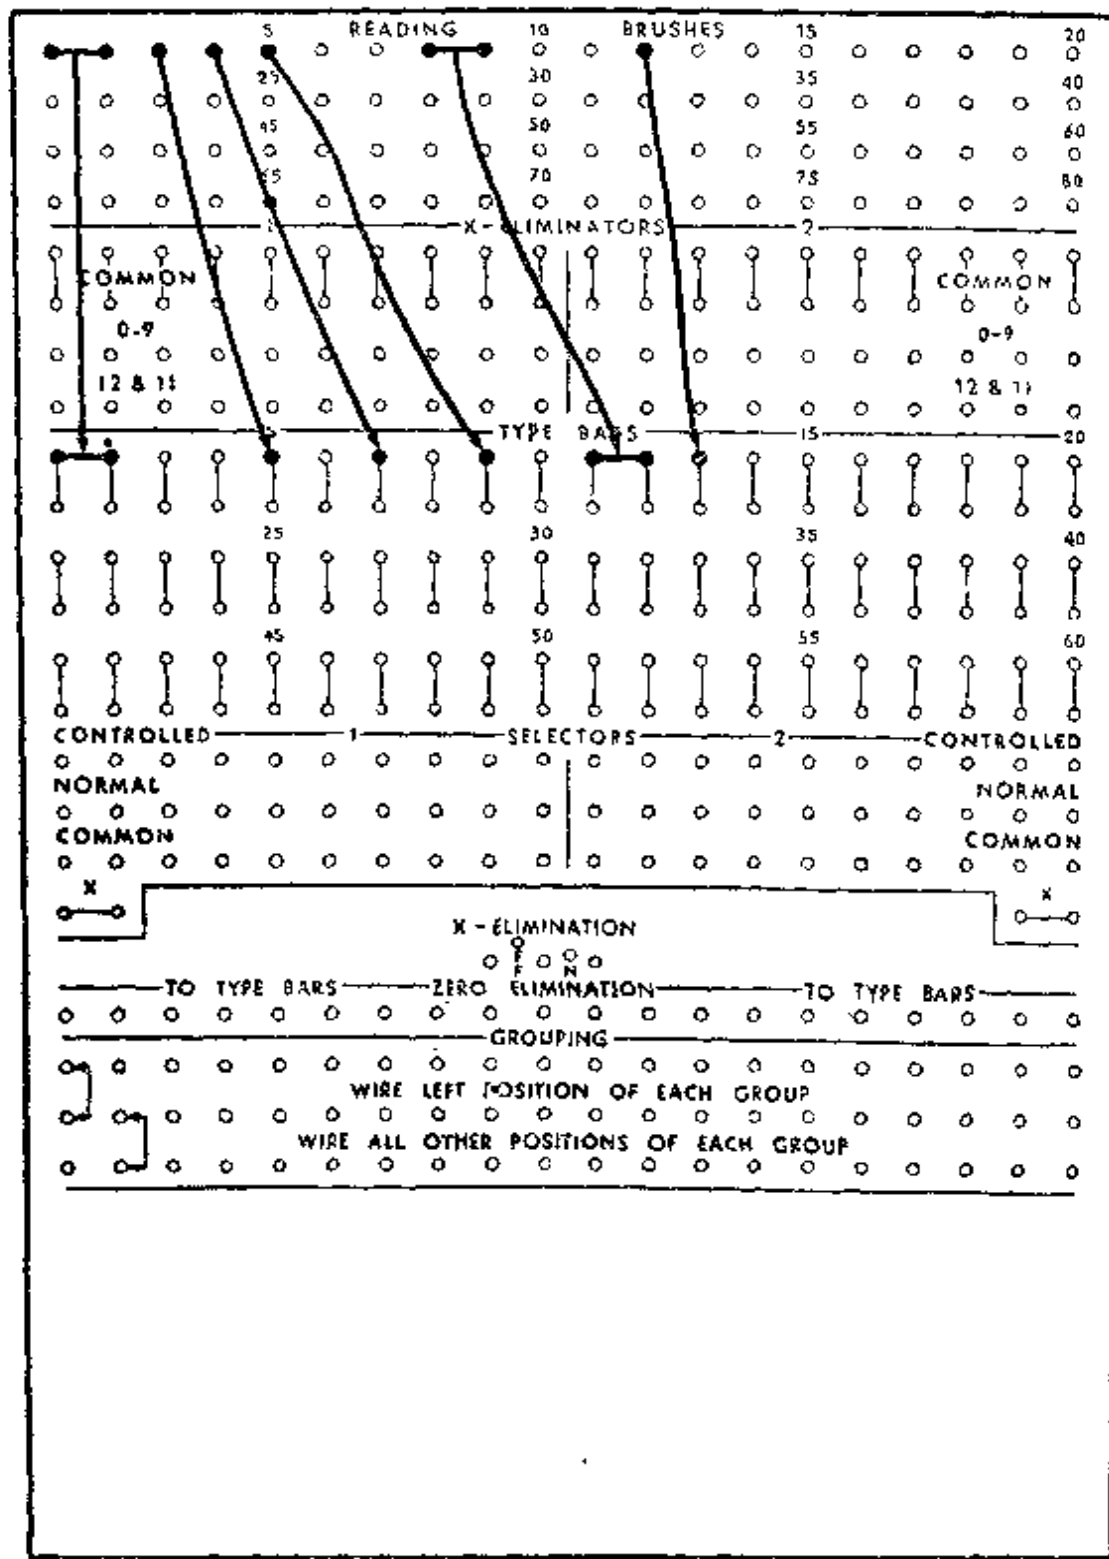 5 READING 10 BRUSHES 15 20
25 30 35 40
45 50 55 60
65 70 75 80
X-ELIMINATORS 2
COMMON COMMON
0-9 0-9
12 & 11 12 & 11
5 TYPE BARS 15 20
25 30 35 40
45 50 55 60
CONTROLLED 1 SELECTORS 2 CONTROLLED
NORMAL NORMAL
COMMON COMMON
X X
X-ELIMINATION
OFF ON
TO TYPE BARS ZERO ELIMINATION TO TYPE BARS
GROUPING
WIRE LEFT POSITION OF EACH GROUP
WIRE ALL OTHER POSITIONS OF EACH GROUP